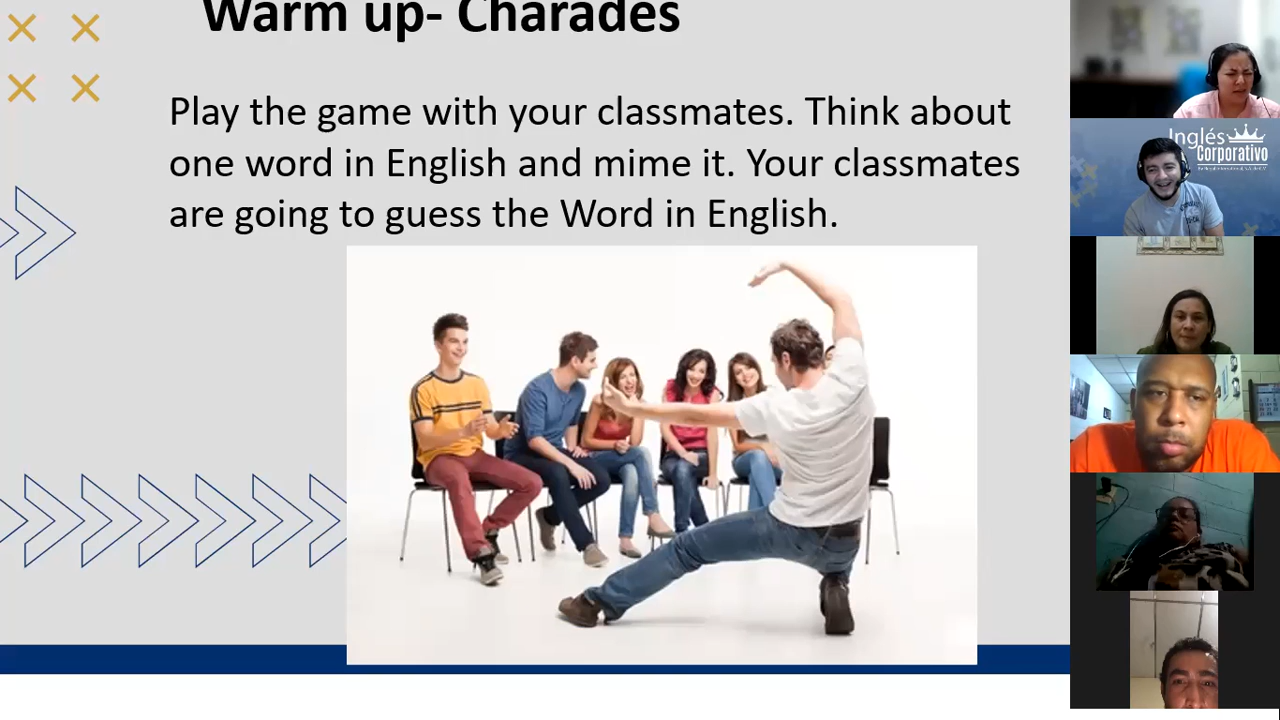 Warm up- Charades
Play the game with your classmates. Think about
one word in English and mime it. Your classmates
are going to guess the Word in English.
Inglés
Corporativo